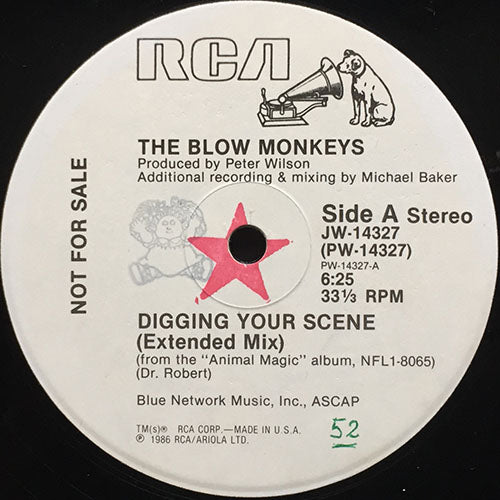 RCA
THE BLOW MONKEYS
Produced by Peter Wilson
Additional recording & mixing by Michael Baker
NOT FOR SALE
Side A Stereo
JW-14327
(PW-14327)
PW-14327-A
6:25
33⅓ RPM
DIGGING YOUR SCENE
(Extended Mix)
(from the "Animal Magic" album, NFL1-8065)
(Dr. Robert)
Blue Network Music, Inc., ASCAP
TM(s)® RCA CORP.—MADE IN U.S.A.
℗ 1986 RCA/ARIOLA LTD.
52